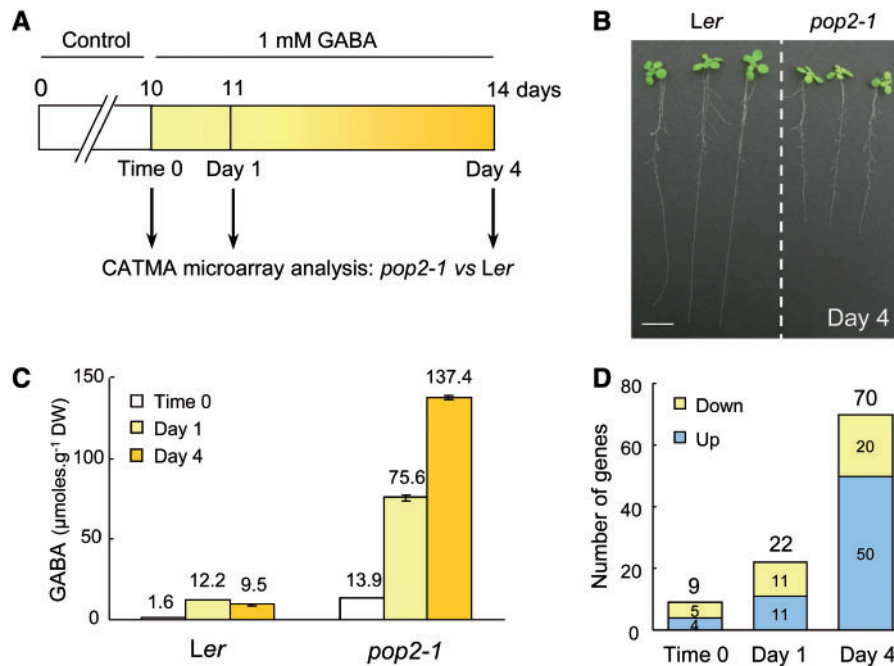 A
Control
1 mM GABA
0
10
11
14 days
Time 0
Day 1
Day 4
CATMA microarray analysis: pop2-1 vs Ler
B
Ler
pop2-1
Day 4
C
GABA (µmoles.g⁻¹ DW)
150
100
50
0
Time 0
Day 1
Day 4
1.6
12.2
9.5
13.9
75.6
137.4
Ler
pop2-1
D
Number of genes
80
60
40
20
0
Down
Up
9
5
4
22
11
11
70
20
50
Time 0
Day 1
Day 4